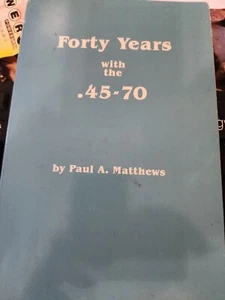 Forty Years
with
the
.45-70
by Paul A. Matthews